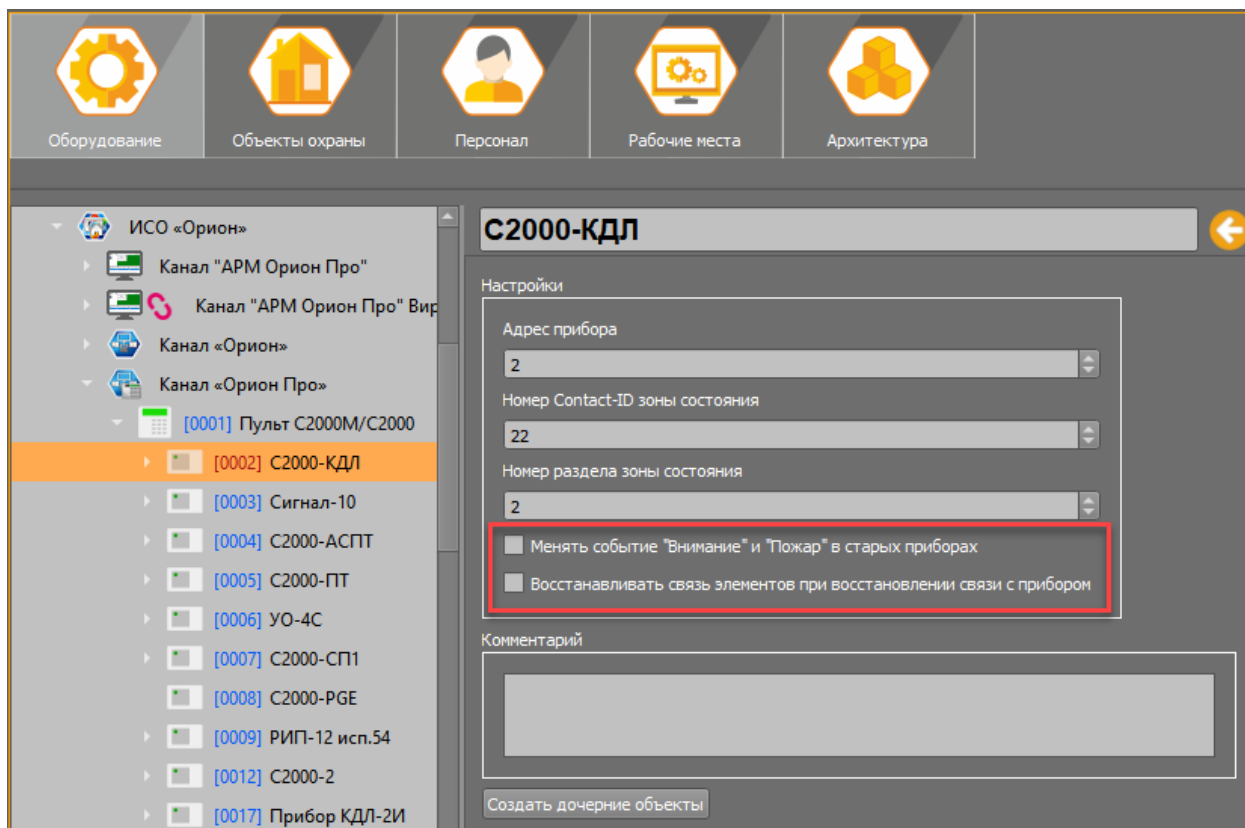 Оборудование
Объекты охраны
Персонал
Рабочие места
Архитектура
ИСО «Орион»
Канал "АРМ Орион Про"
Канал "АРМ Орион Про" Вир
Канал «Орион»
Канал «Орион Про»
[0001] Пульт С2000М/С2000
[0002] С2000-КДЛ
[0003] Сигнал-10
[0004] С2000-АСПТ
[0005] С2000-ПТ
[0006] УО-4С
[0007] С2000-СП1
[0008] С2000-PGE
[0009] РИП-12 исп.54
[0012] С2000-2
[0017] Прибор КДЛ-2И
С2000-КДЛ
Настройки
Адрес прибора
2
Номер Contact-ID зоны состояния
22
Номер раздела зоны состояния
2
Менять событие "Внимание" и "Пожар" в старых приборах
Восстанавливать связь элементов при восстановлении связи с прибором
Комментарий
Создать дочерние объекты